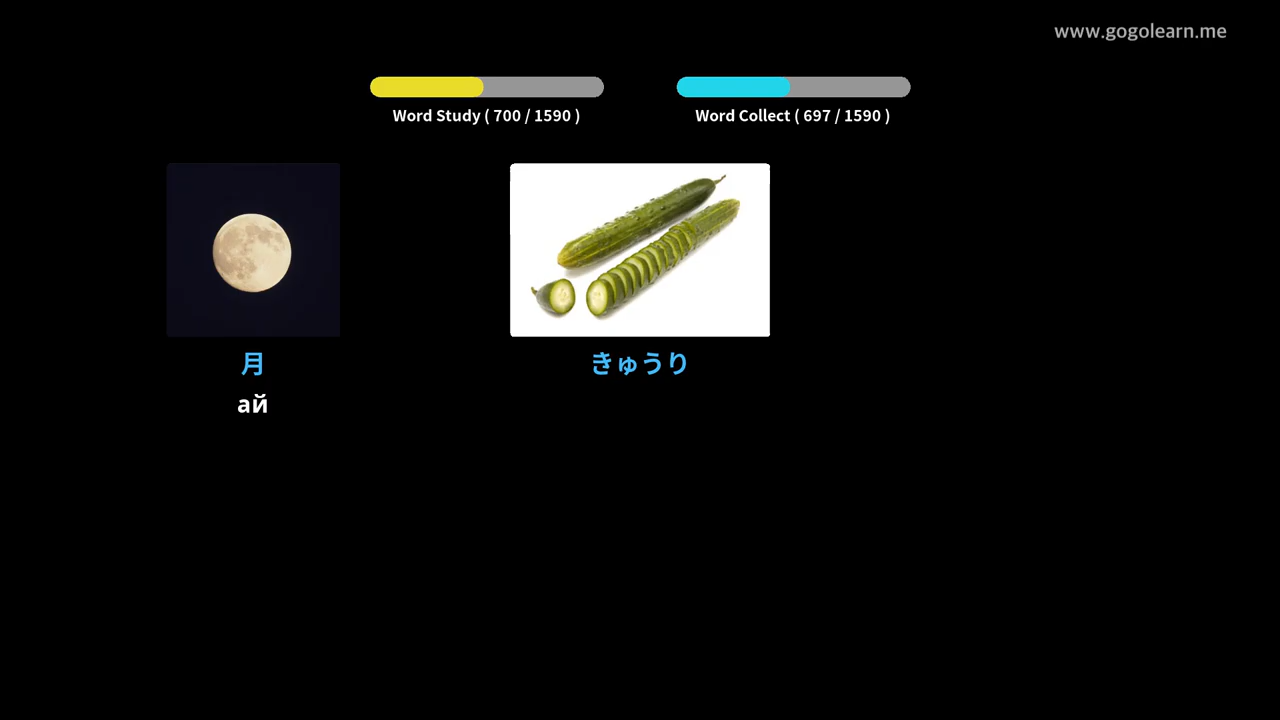 www.gogolearn.me
Word Study ( 700 / 1590 )
Word Collect ( 697 / 1590 )
月
ай
きゅうり